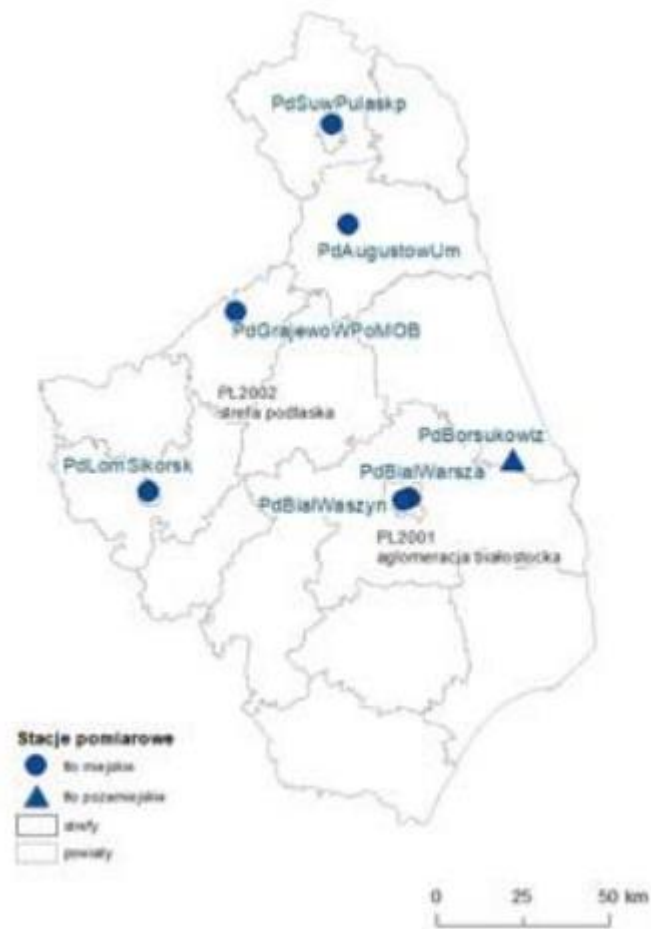 PdSuwPulaskp
PdAugustowUm
PdGrajewoWPoMOB
PL2002
strefa podlaska
PdBorsukowiz
PdLomSikorsk
PdBialWarsza
PdBialWaszyn
PL2001
aglomeracja białostocka
Stacje pomiarowe
tło miejskie
tło pozamiejskie
strefy
powiaty
0 25 50 km